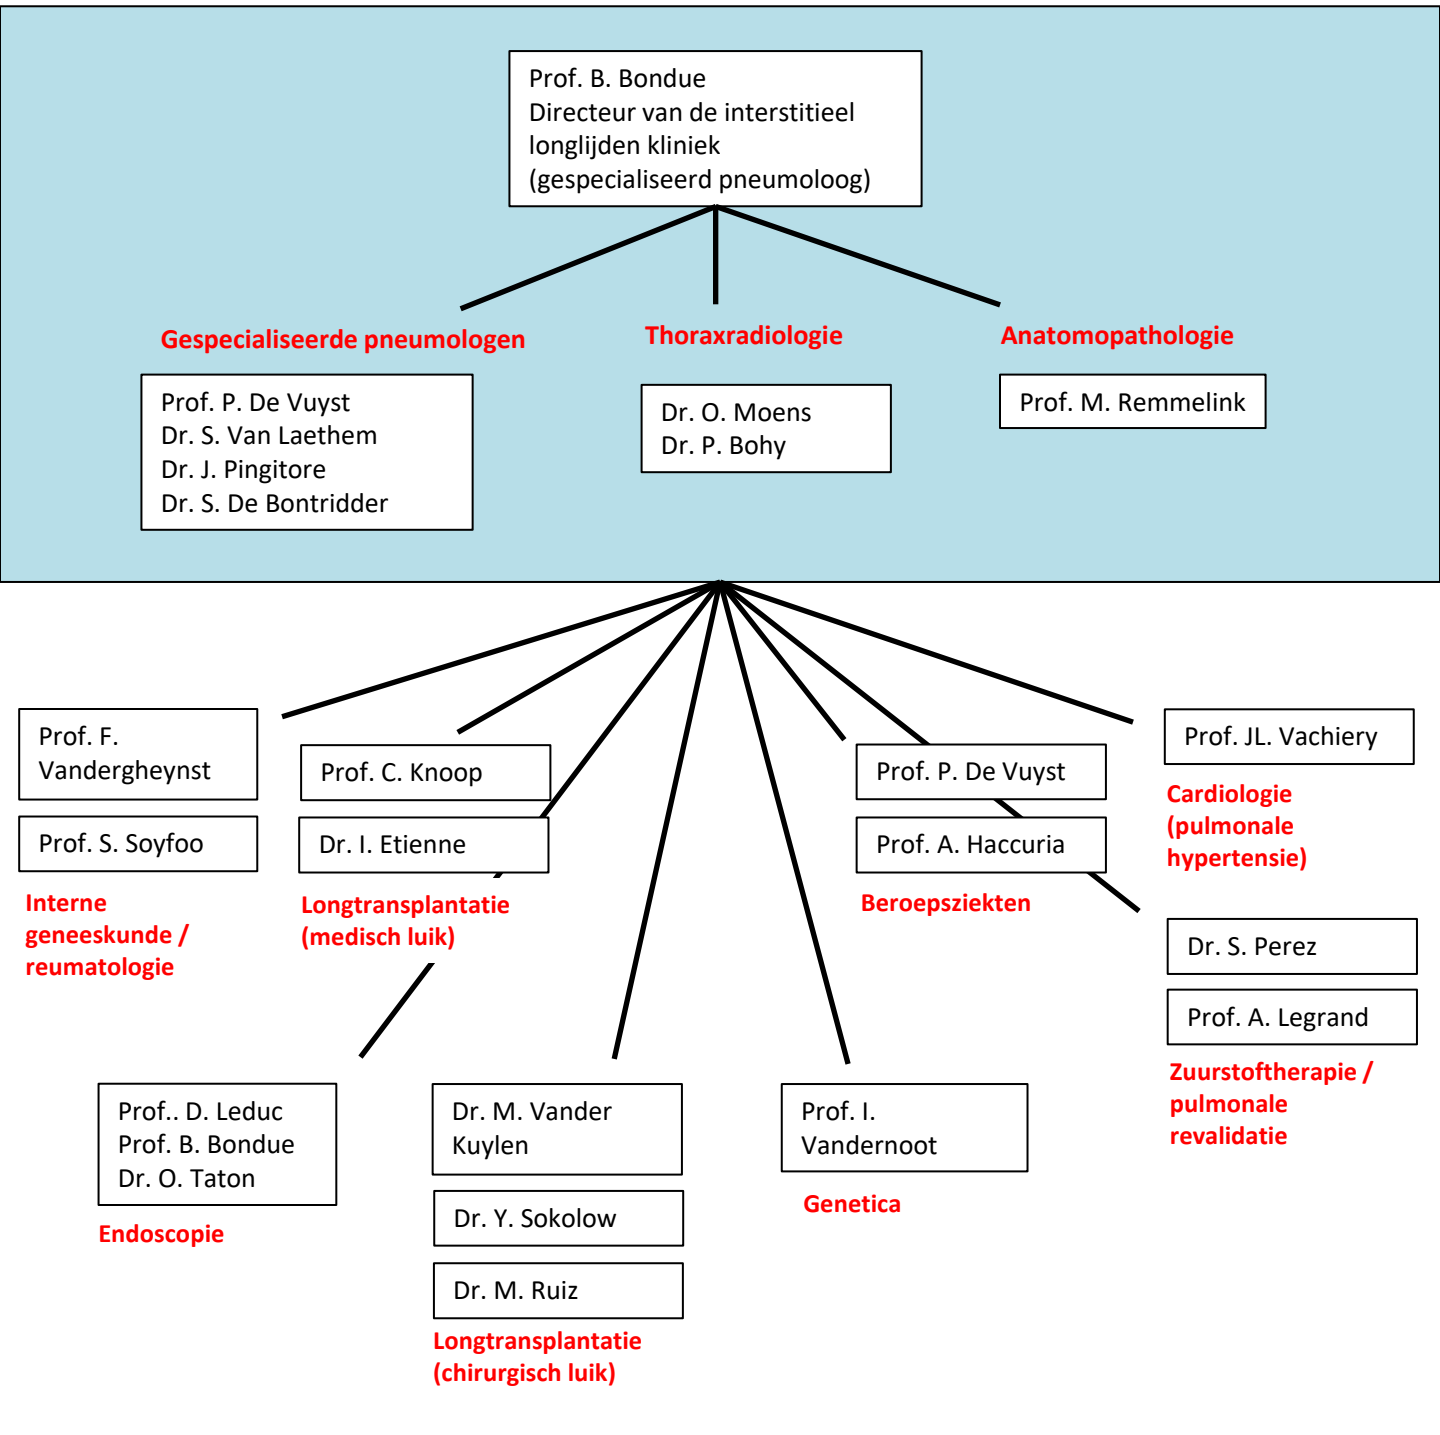 Prof. B. Bondue
Directeur van de interstitieel
longlijden kliniek
(gespecialiseerd pneumoloog)
Gespecialiseerde pneumologen
Prof. P. De Vuyst
Dr. S. Van Laethem
Dr. J. Pingitore
Dr. S. De Bontridder
Thoraxradiologie
Dr. O. Moens
Dr. P. Bohy
Anatomopathologie
Prof. M. Remmelink
Prof. F.
Vandergheynst
Prof. S. Soyfoo
Interne
geneeskunde /
reumatologie
Prof. C. Knoop
Dr. I. Etienne
Longtransplantatie
(medisch luik)
Prof. P. De Vuyst
Prof. A. Haccuria
Beroepsziekten
Prof. JL. Vachiery
Cardiologie
(pulmonale
hypertensie)
Dr. S. Perez
Prof. A. Legrand
Zuurstoftherapie /
pulmonale
revalidatie
Prof.. D. Leduc
Prof. B. Bondue
Dr. O. Taton
Endoscopie
Dr. M. Vander
Kuylen
Dr. Y. Sokolow
Dr. M. Ruiz
Longtransplantatie
(chirurgisch luik)
Prof. I.
Vandernoot
Genetica